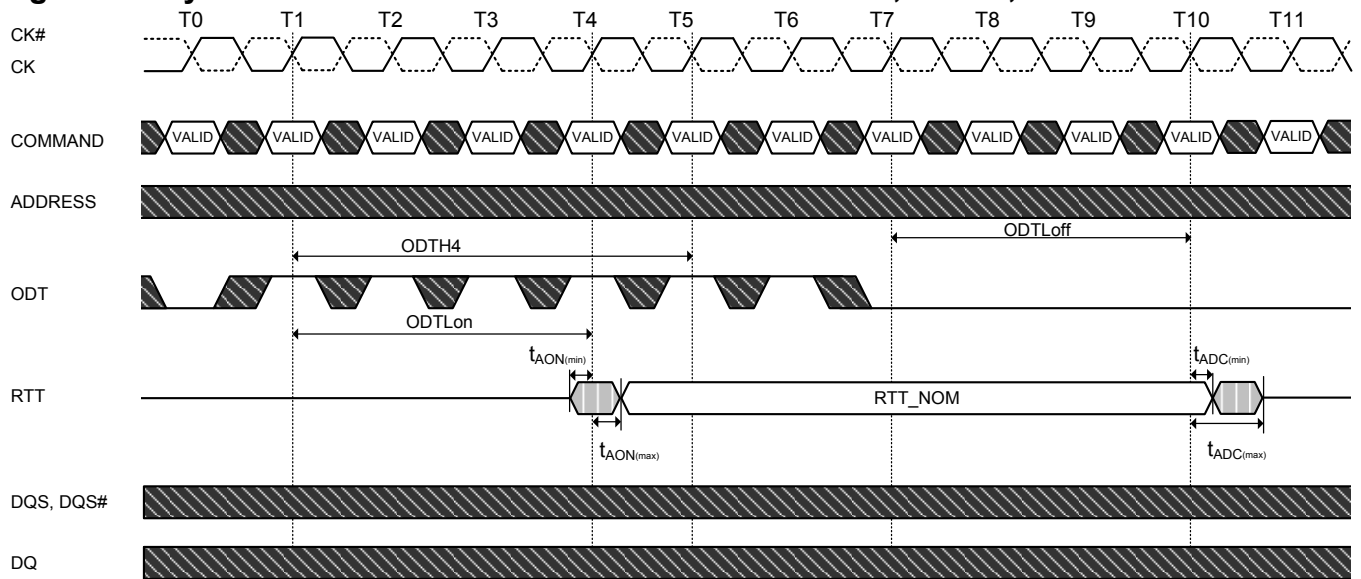 T0 T1 T2 T3 T4 T5 T6 T7 T8 T9 T10 T11
CK#
CK
COMMAND VALID VALID VALID VALID VALID VALID VALID VALID VALID VALID VALID VALID
ADDRESS
ODTLoff
ODTH4
ODT
ODTLon
tAON(min) tADC(min)
RTT RTT_NOM
tAON(max) tADC(max)
DQS, DQS#
DQ